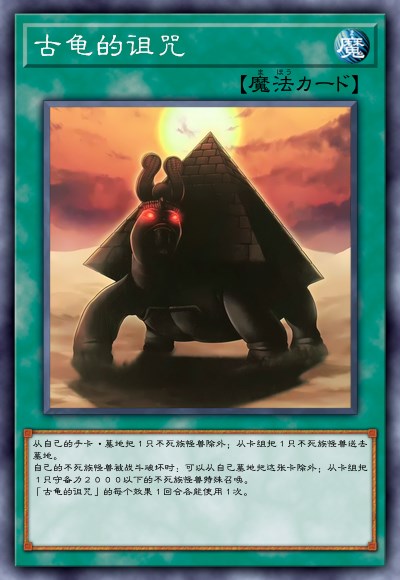 古龟的诅咒
魔
【魔法カード】
从自己的手卡·墓地把1只不死族怪兽除外；从卡组把1只不死族怪兽送去
墓地。
自己的不死族怪兽被战斗破坏时；可以从自己墓地把这张卡除外；从卡组把
1只守备力2000以下的不死族怪兽特殊召唤。
「古龟的诅咒」的每个效果1回合各能使用1次。